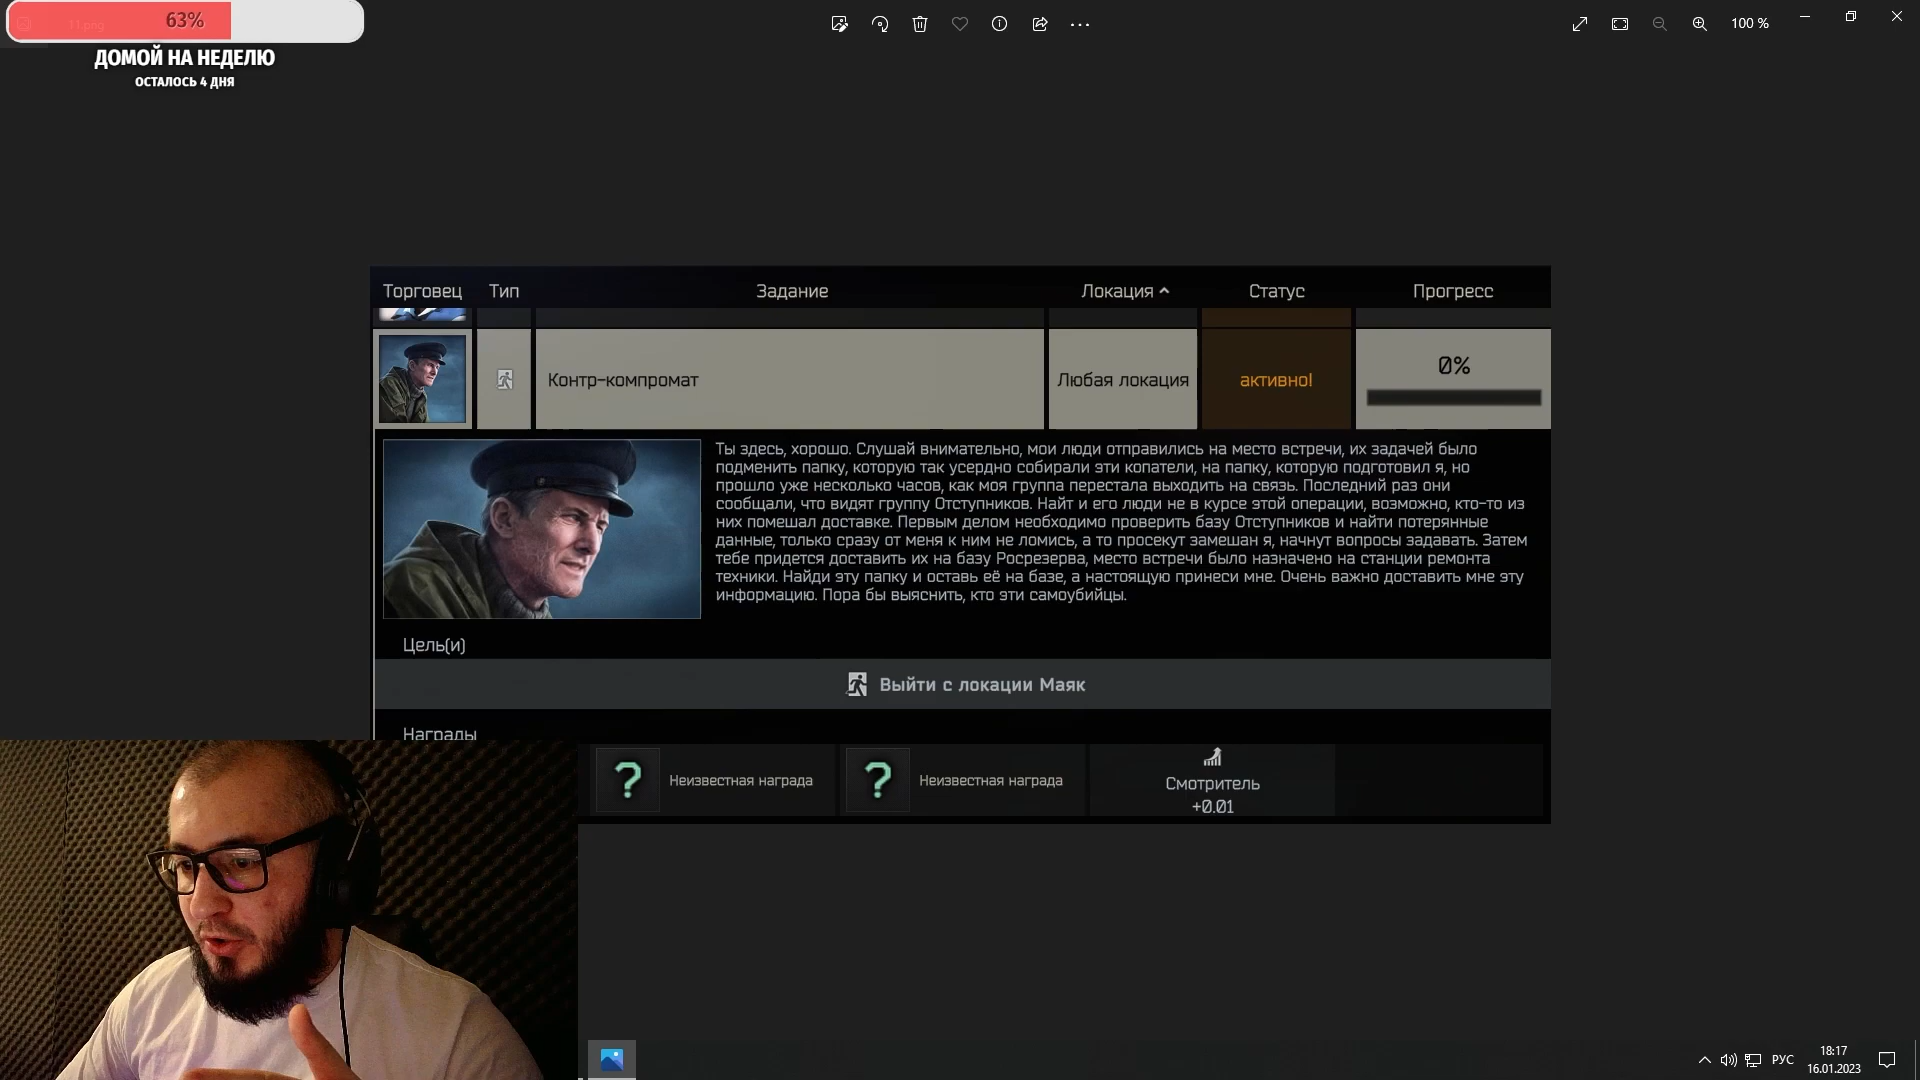 11.png
63%
ДОМОЙ НА НЕДЕЛЮ
ОСТАЛОСЬ 4 ДНЯ
100 %
Торговец Тип Задание Локация Статус Прогресс
Контр-компромат Любая локация активно! 0%
Ты здесь, хорошо. Слушай внимательно, мои люди отправились на место встречи, их задачей было
подменить папку, которую так усердно собирали эти копатели, на папку, которую подготовил я, но
прошло уже несколько часов, как моя группа перестала выходить на связь. Последний раз они
сообщали, что видят группу Отступников. Найт и его люди не в курсе этой операции, возможно, кто-то из
них помешал доставке. Первым делом необходимо проверить базу Отступников и найти потерянные
данные, только сразу от меня к ним не ломись, а то просекут замешан я, начнут вопросы задавать. Затем
тебе придется доставить их на базу Росрезерва, место встречи было назначено на станции ремонта
техники. Найди эту папку и оставь её на базе, а настоящую принеси мне. Очень важно доставить мне эту
информацию. Пора бы выяснить, кто эти самоубийцы.
Цель(и)
Выйти с локации Маяк
Награды
? Неизвестная награда ? Неизвестная награда Смотритель
+0.01
РУС 18:17
16.01.2023